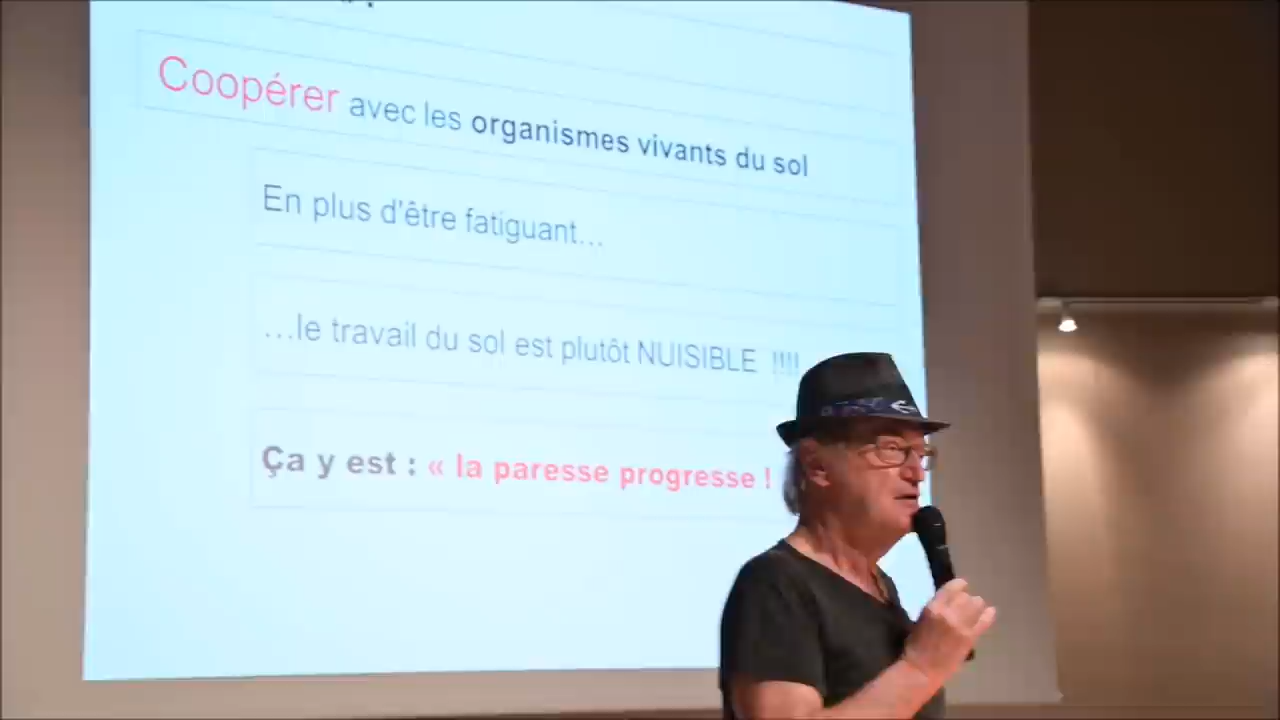 Coopérer avec les organismes vivants du sol
En plus d'être fatiguant…
…le travail du sol est plutôt NUISIBLE !!!!
Ça y est : « la paresse progresse !